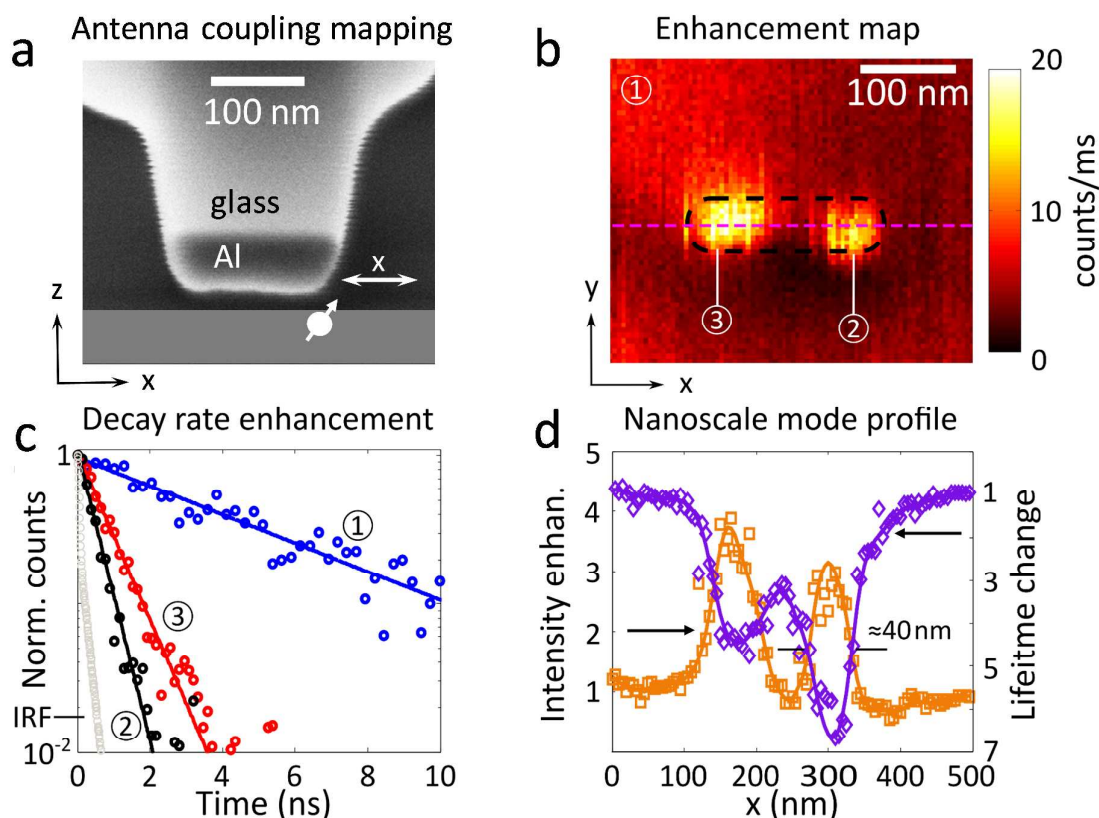 Antenna coupling mapping
a
100 nm
glass
Al
x
z
x
Enhancement map
b
①
100 nm
③
②
y
x
20
10
0
counts/ms
Decay rate enhancement
c
1
10⁻²
Norm. counts
IRF
①
③
②
0
2
4
6
8
10
Time (ns)
Nanoscale mode profile
d
5
4
3
2
1
Intensity enhan.
≈40 nm
1
3
5
7
Lifeitme change
0
100
200
300
400
500
x (nm)